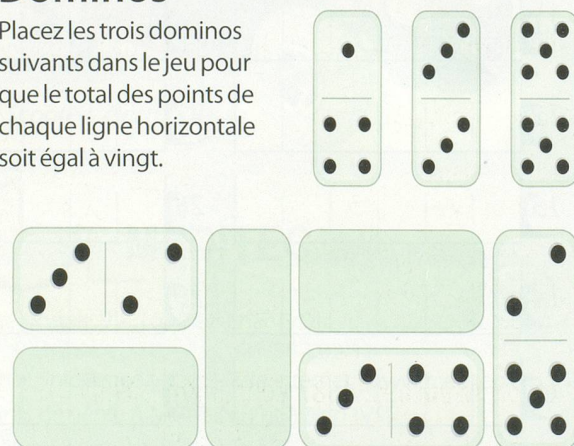 Dominos
Placez les trois dominos
suivants dans le jeu pour
que le total des points de
chaque ligne horizontale
soit égal à vingt.